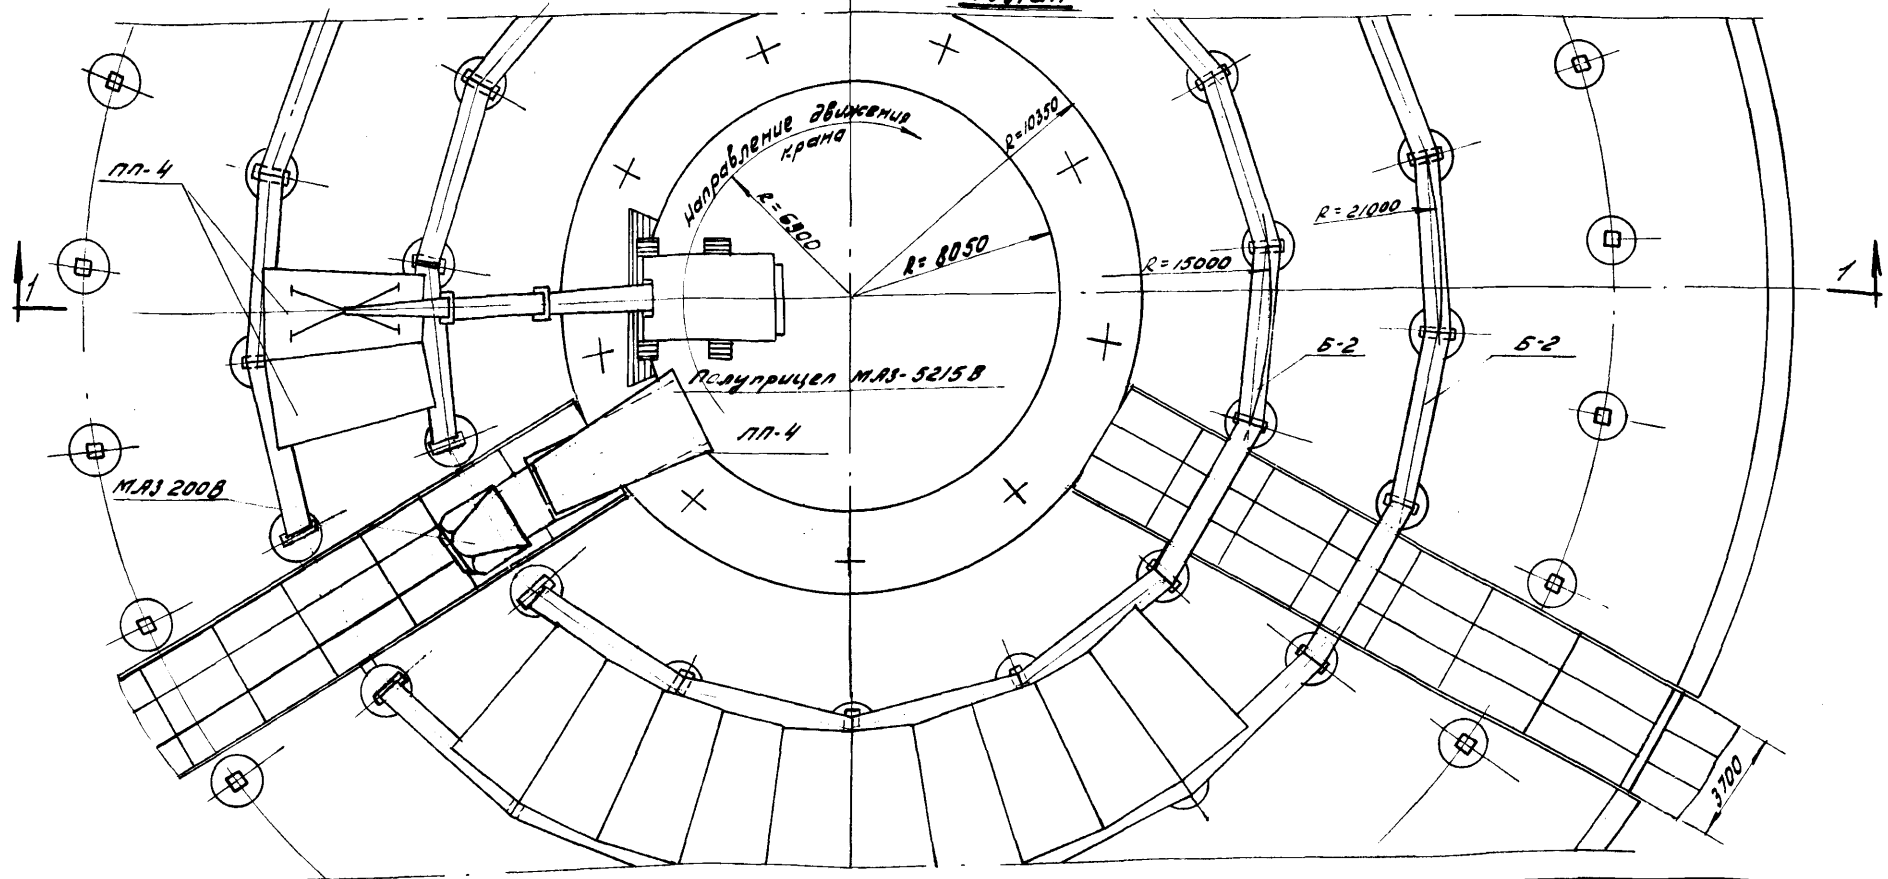 Направление движения
крана
R=10350
ПП-4
R=6900
R=21000
R=8050
R=15000
1
1
Б-2
Б-2
Полуприцеп МАЗ-5215В
ПП-4
МАЗ 200В
3700